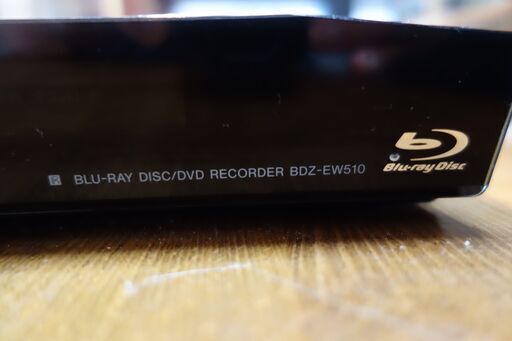 BLU-RAY DISC/DVD RECORDER BDZ-EW510
Blu-ray Disc